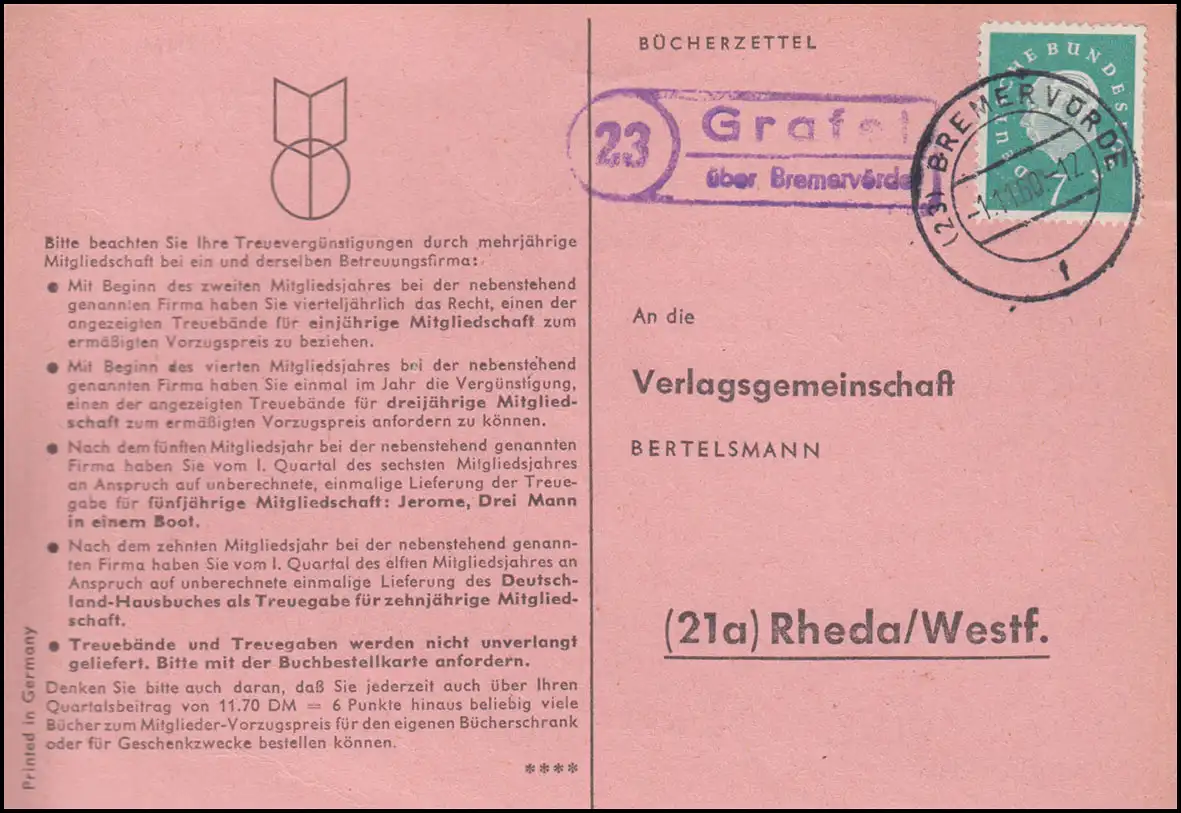 Bitte beachten Sie Ihre Treuevergünstigungen durch mehrjährige
Mitgliedschaft bei ein und derselben Betreuungsfirma:
● Mit Beginn des zweiten Mitgliedsjahres bei der nebenstehend
genannten Firma haben Sie vierteljährlich das Recht, einen der
angezeigten Treuebände für einjährige Mitgliedschaft zum
ermäßigten Vorzugspreis zu beziehen.
● Mit Beginn des vierten Mitgliedsjahres bei der nebenstehend
genannten Firma haben Sie einmal im Jahr die Vergünstigung,
einen der angezeigten Treuebände für dreijährige Mitglied-
schaft zum ermäßigten Vorzugspreis anfordern zu können.
● Nach dem fünften Mitgliedsjahr bei der nebenstehend genannten
Firma haben Sie vom I. Quartal des sechsten Mitgliedsjahres
an Anspruch auf unberechnete, einmalige Lieferung der Treue-
gabe für fünfjährige Mitgliedschaft: Jerome, Drei Mann
in einem Boot.
● Nach dem zehnten Mitgliedsjahr bei der nebenstehend genann-
ten Firma haben Sie vom I. Quartal des elften Mitgliedsjahres an
Anspruch auf unberechnete einmalige Lieferung des Deutsch-
land-Hausbuches als Treuegabe für zehnjährige Mitglied-
schaft.
● Treuebände und Treuegaben werden nicht unverlangt
geliefert. Bitte mit der Buchbestellkarte anfordern.
Denken Sie bitte auch daran, daß Sie jederzeit auch über Ihren
Quartalsbeitrag von 11.70 DM = 6 Punkte hinaus beliebig viele
Bücher zum Mitglieder-Vorzugspreis für den eigenen Bücherschrank
oder für Geschenkzwecke bestellen können.
****
Printed in Germany
BÜCHERZETTEL
23
Grafel
über Bremervörde
(23) BREMERVÖRDE
-1.11.60-12
f
7
An die
Verlagsgemeinschaft
BERTELSMANN
(21a) Rheda/Westf.